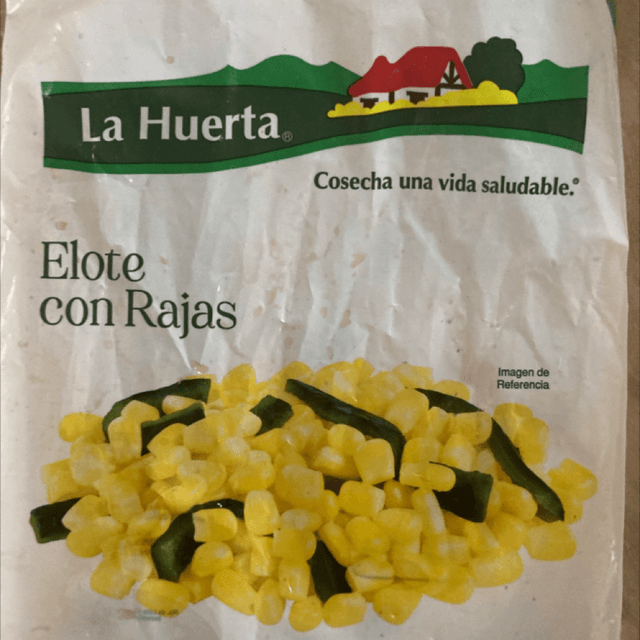 La Huerta®
Cosecha una vida saludable.®
Elote
con Rajas
Imagen de
Referencia